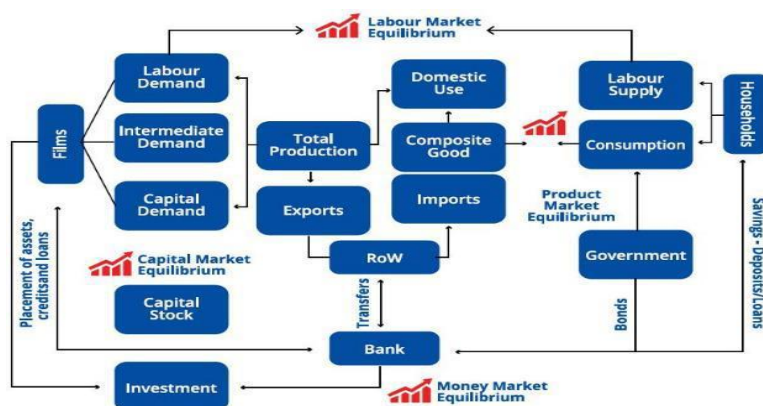 Labour Market
Equilibrium
Labour
Demand
Domestic
Use
Labour
Supply
Households
Films
Intermediate
Demand
Total
Production
Composite
Good
Consumption
Capital
Demand
Exports
Imports
Product
Market
Equilibrium
Capital Market
Equilibrium
RoW
Government
Placement of assets,
creditsand loans
Capital
Stock
Transfers
Bonds
Savings - Deposits/Loans
Bank
Investment
Money Market
Equilibrium